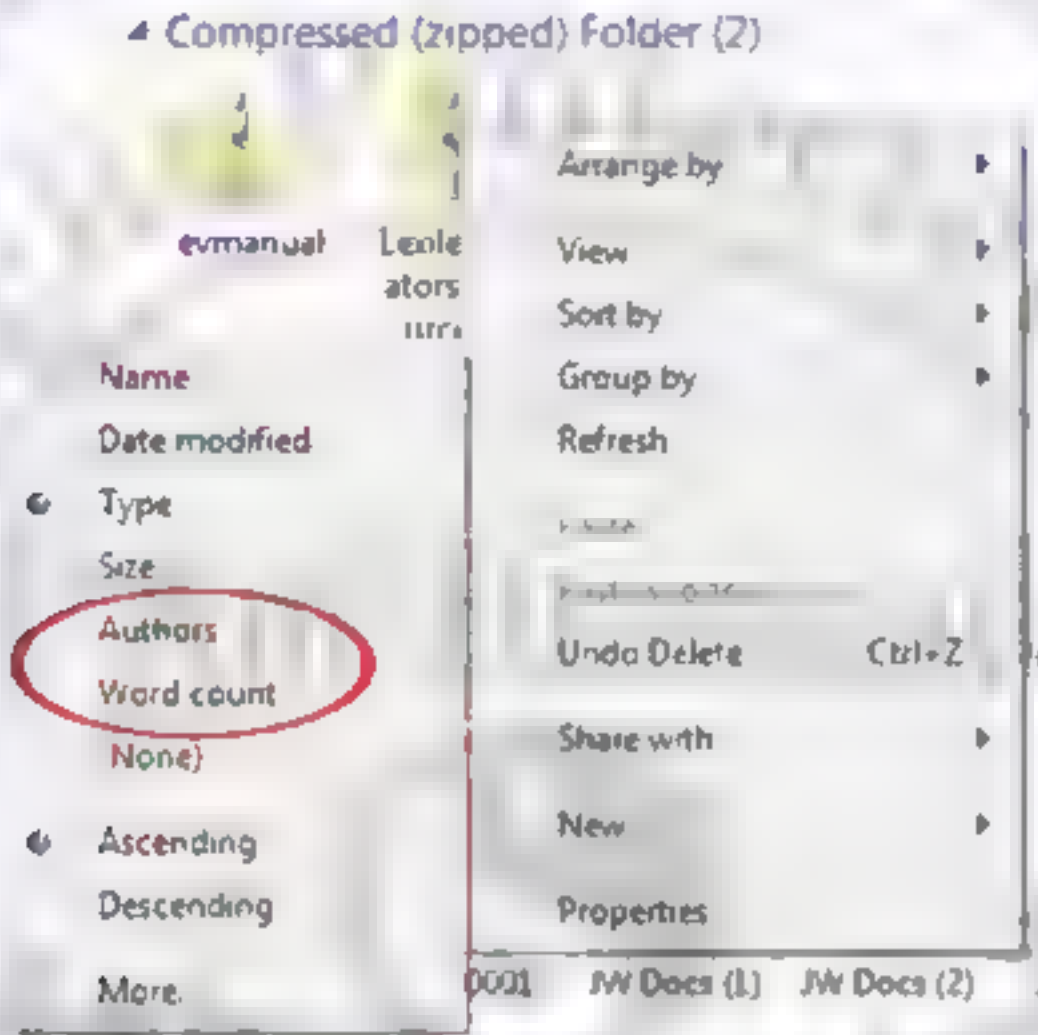 Compressed (zipped) Folder (2)
evmanual
ators
Name
Date modified
Type
Size
Authors
Word count
None)
Ascending
Descending
More.
Arrange by
View
Sort by
Group by
Refresh
Undo Delete Ctrl+Z
Share with
New
Properties
0001 JW Docs (1) JW Docs (2)